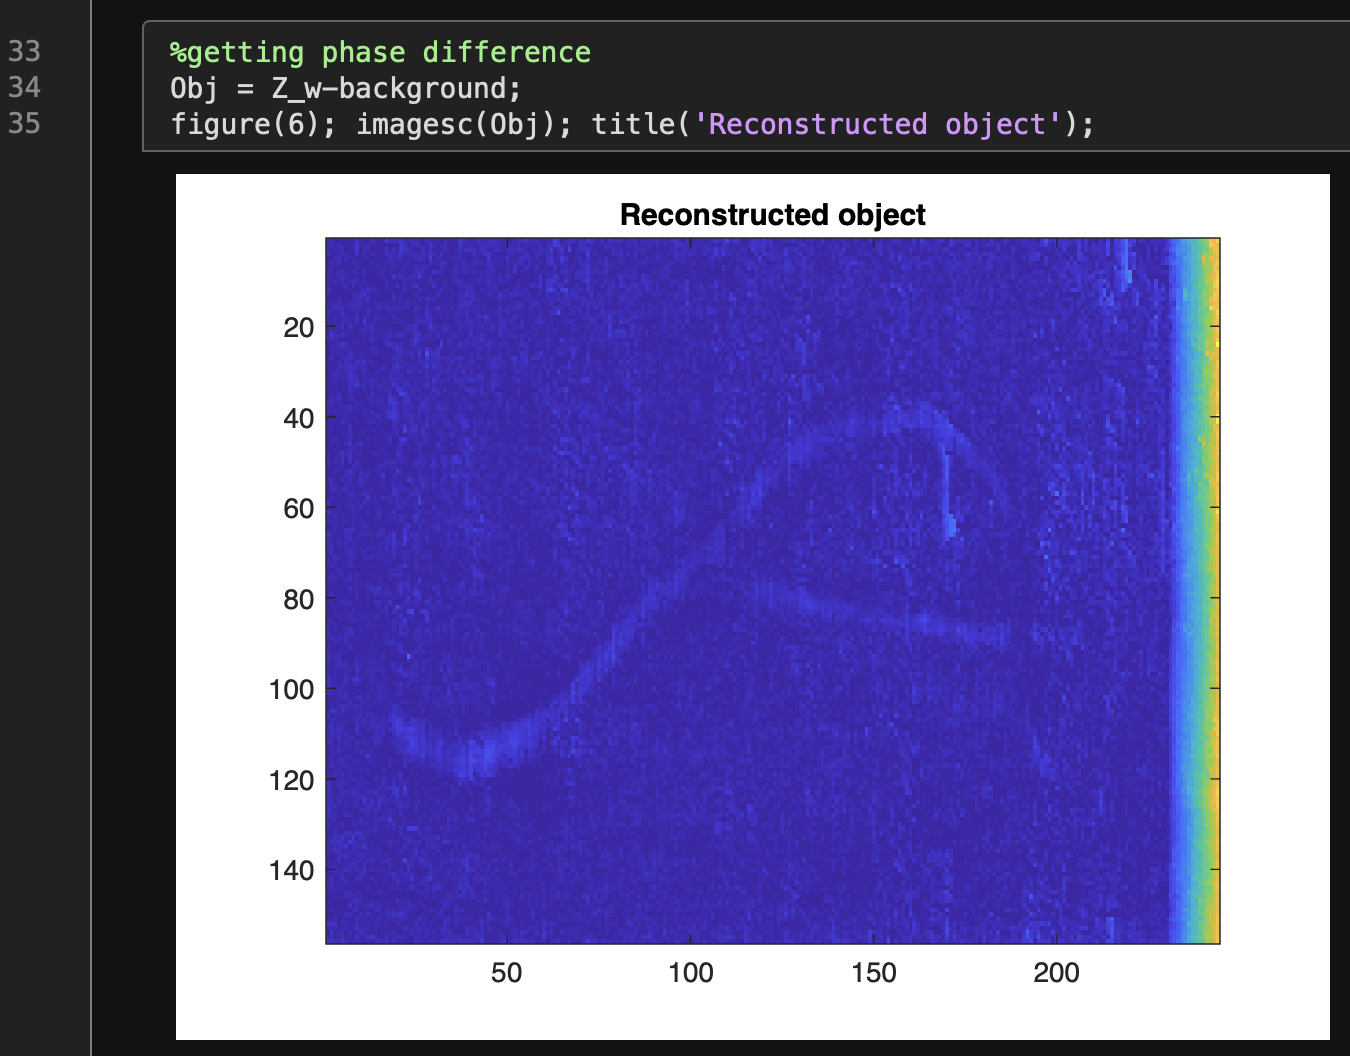 33 %getting phase difference
34 Obj = Z_w-background;
35 figure(6); imagesc(Obj); title('Reconstructed object');
Reconstructed object
20
40
60
80
100
120
140
50 100 150 200